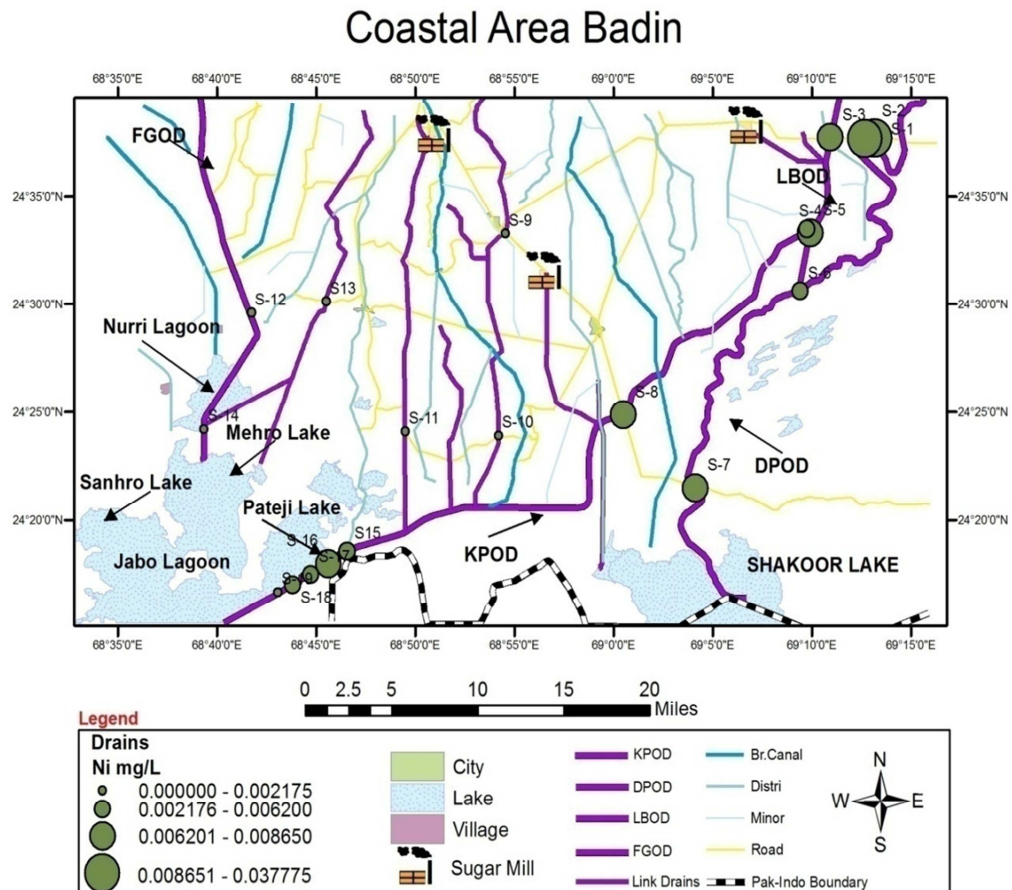 Coastal Area Badin
68°35'0"E 68°40'0"E 68°45'0"E 68°50'0"E 68°55'0"E 69°0'0"E 69°5'0"E 69°10'0"E 69°15'0"E
S-2
S-3
S-1
FGOD
24°35'0"N 24°35'0"N
LBOD
S-4 S-5
S-9
S-6
S-12 S13
24°30'0"N 24°30'0"N
Nurri Lagoon
S-8
24°25'0"N 24°25'0"N
S-14 S-11 S-10
Mehro Lake
DPOD
S-7
Sanhro Lake
Pateji Lake
24°20'0"N 24°20'0"N
S-16 S15
KPOD
Jabo Lagoon
SHAKOOR LAKE
S-18
68°35'0"E 68°40'0"E 68°45'0"E 68°50'0"E 68°55'0"E 69°0'0"E 69°5'0"E 69°10'0"E 69°15'0"E
0 2.5 5 10 15 20
Miles
Legend
Drains
Ni mg/L
0.000000 - 0.002175
0.002176 - 0.006200
0.006201 - 0.008650
0.008651 - 0.037775
City
Lake
Village
Sugar Mill
KPOD
DPOD
LBOD
FGOD
Link Drains
Br.Canal
Distri
Minor
Road
Pak-Indo Boundary
N
W E
S